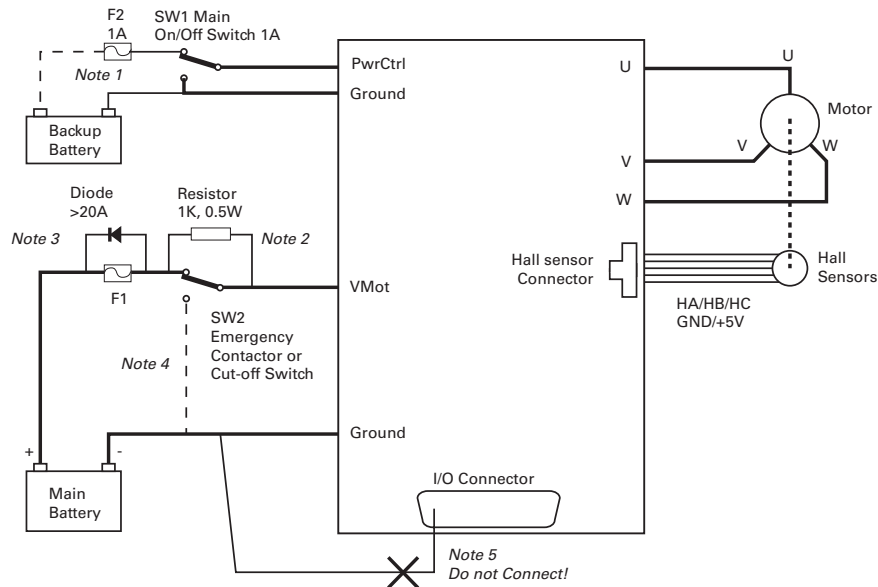 F2
1A
SW1 Main
On/Off Switch 1A
Note 1
Backup
Battery
PwrCtrl
Ground
U
U
Motor
V
W
V
W
Diode
>20A
Resistor
1K, 0.5W
Note 3
Note 2
F1
VMot
Hall sensor
Connector
Hall
Sensors
HA/HB/HC
GND/+5V
SW2
Emergency
Contactor or
Cut-off Switch
Note 4
Ground
+
-
Main
Battery
I/O Connector
Note 5
Do not Connect!